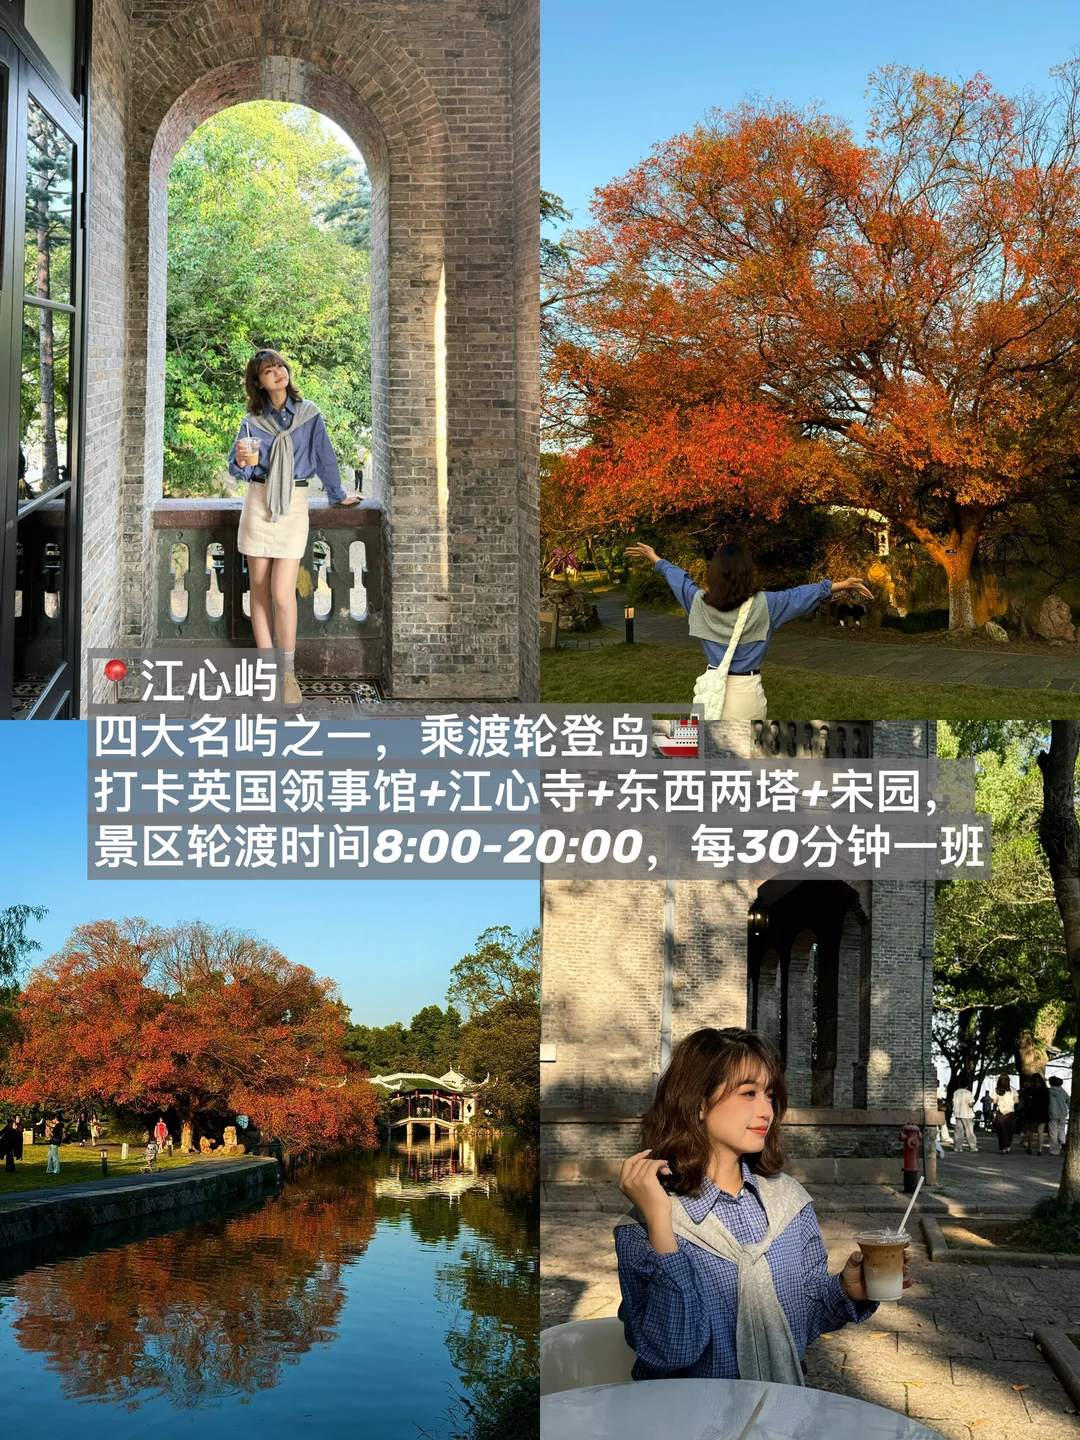 江心屿
四大名屿之一，乘渡轮登岛
打卡英国领事馆+江心寺+东西两塔+宋园，
景区轮渡时间8:00-20:00，每30分钟一班